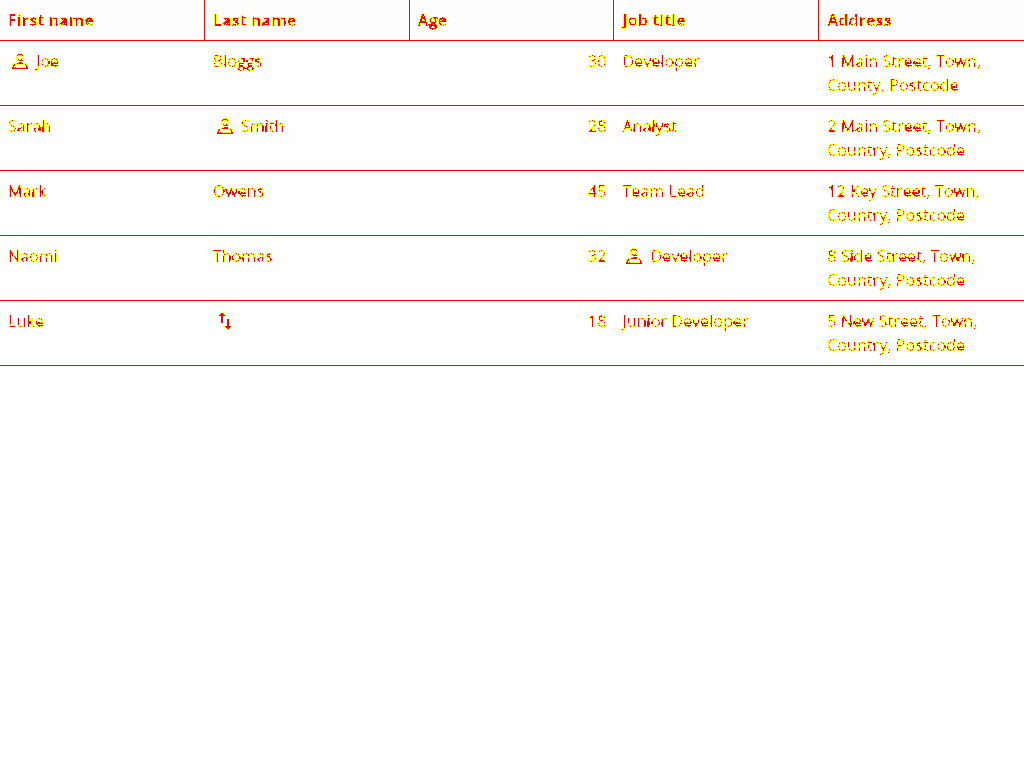 First name Last name Age Job title Address
Joe Bloggs 30 Developer 1 Main Street, Town,
County, Postcode
Sarah Smith 28 Analyst 2 Main Street, Town,
Country, Postcode
Mark Owens 45 Team Lead 12 Key Street, Town,
Country, Postcode
Naomi Thomas 32 Developer 8 Side Street, Town,
Country, Postcode
Luke 18 Junior Developer 5 New Street, Town,
Country, Postcode